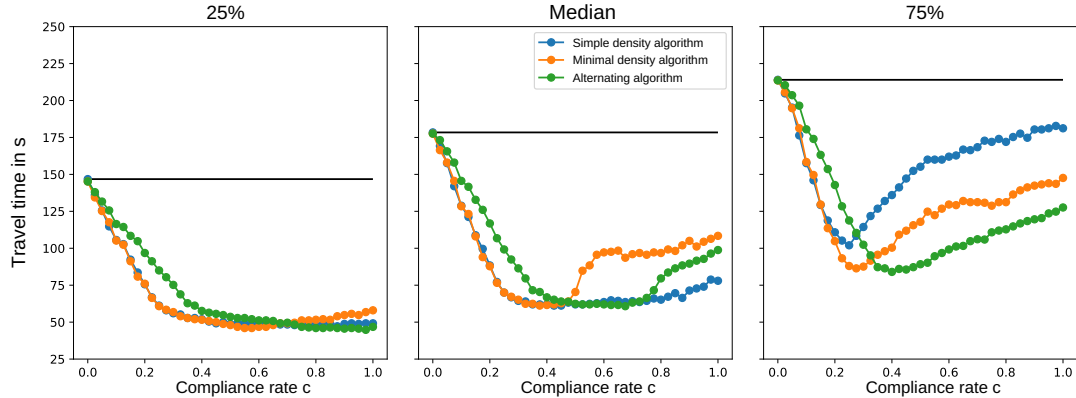 25%
Median
75%
250
225
200
175
150
125
100
75
50
25
Travel time in s
Simple density algorithm
Minimal density algorithm
Alternating algorithm
0.0 0.2 0.4 0.6 0.8 1.0
0.0 0.2 0.4 0.6 0.8 1.0
0.0 0.2 0.4 0.6 0.8 1.0
Compliance rate c
Compliance rate c
Compliance rate c